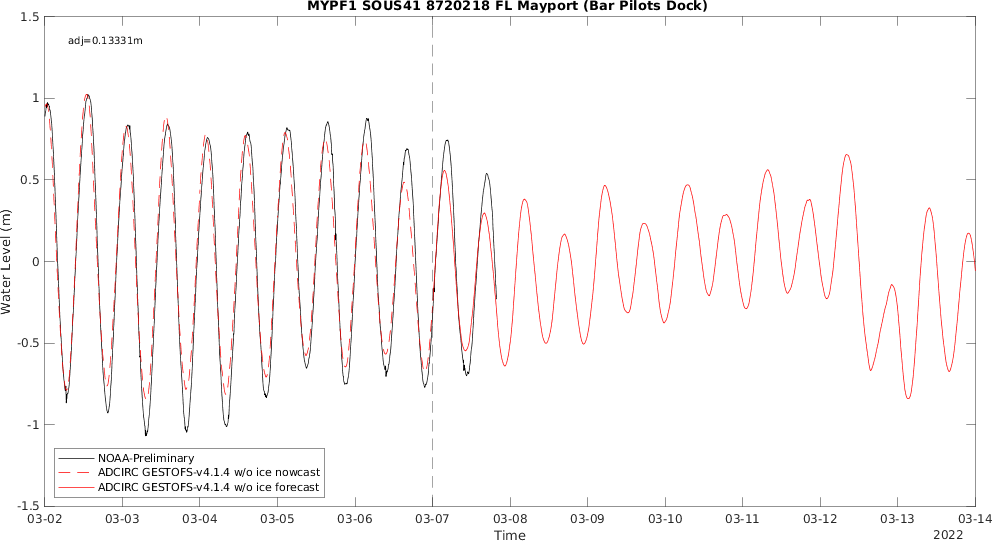 MYPF1 SOUS41 8720218 FL Mayport (Bar Pilots Dock)
1.5
adj=0.13331m
1
0.5
0
-0.5
-1
-1.5
Water Level (m)
NOAA-Preliminary
ADCIRC GESTOFS-v4.1.4 w/o ice nowcast
ADCIRC GESTOFS-v4.1.4 w/o ice forecast
03-02 03-03 03-04 03-05 03-06 03-07 03-08 03-09 03-10 03-11 03-12 03-13 03-14
Time
2022